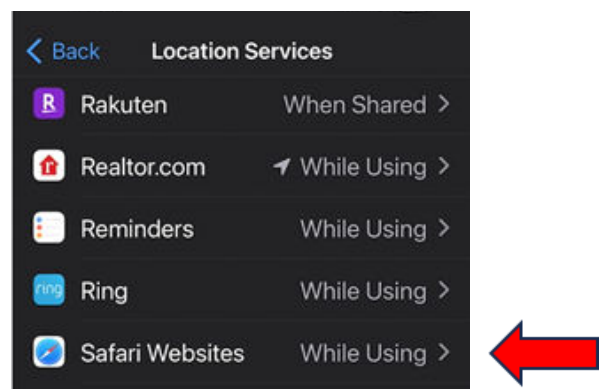 Back Location Services
R Rakuten When Shared
r Realtor.com While Using
Reminders While Using
ring Ring While Using
Safari Websites While Using